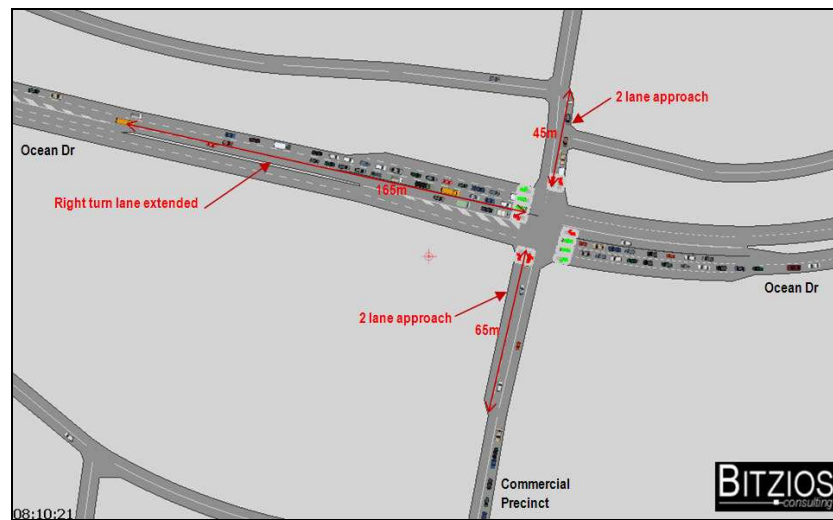 2 lane approach
45m
Ocean Dr
165m
Right turn lane extended
Ocean Dr
2 lane approach
65m
Commercial
Precinct
BITZIOS
consulting
08:10:21